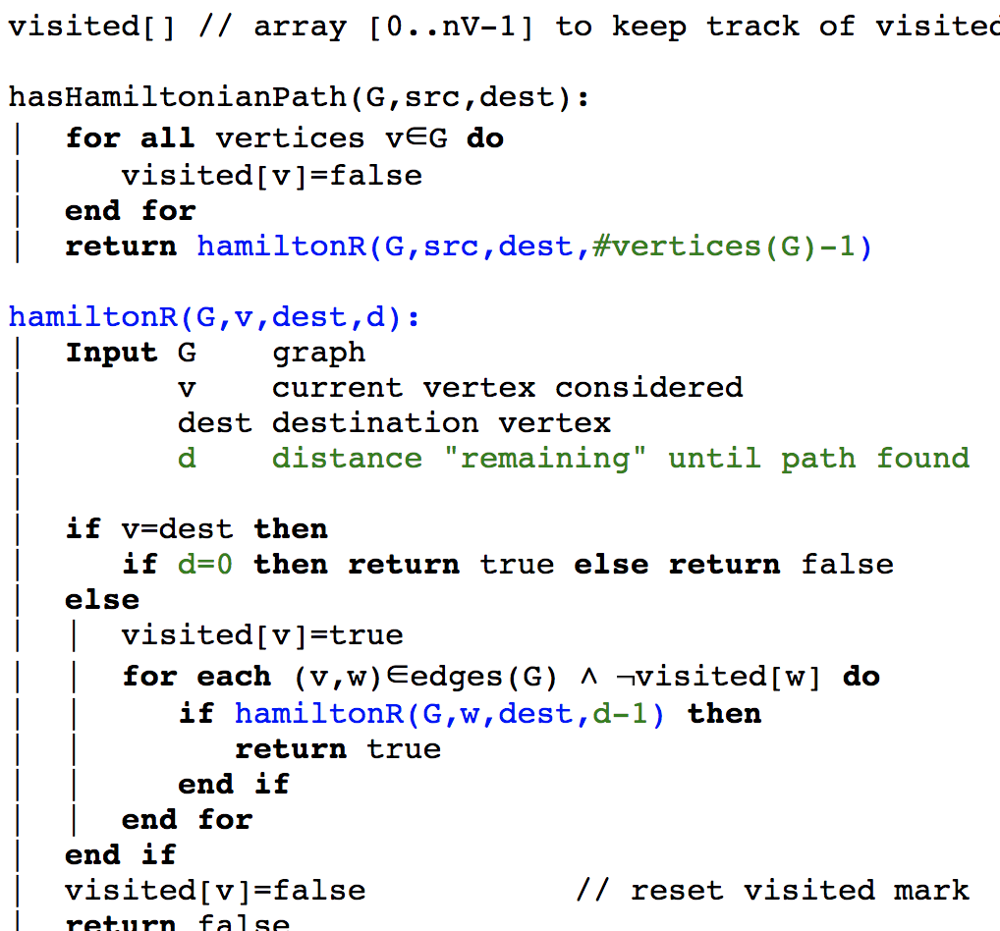 visited[] // array [0..nV-1] to keep track of visited
hasHamiltonianPath(G,src,dest):
| for all vertices v∈G do
| visited[v]=false
| end for
| return hamiltonR(G,src,dest,#vertices(G)-1)
hamiltonR(G,v,dest,d):
| Input G graph
| v current vertex considered
| dest destination vertex
| d distance "remaining" until path found
|
| if v=dest then
| if d=0 then return true else return false
| else
| | visited[v]=true
| | for each (v,w)∈edges(G) ∧ ¬visited[w] do
| | if hamiltonR(G,w,dest,d-1) then
| | return true
| | end if
| | end for
| end if
| visited[v]=false // reset visited mark
| return false